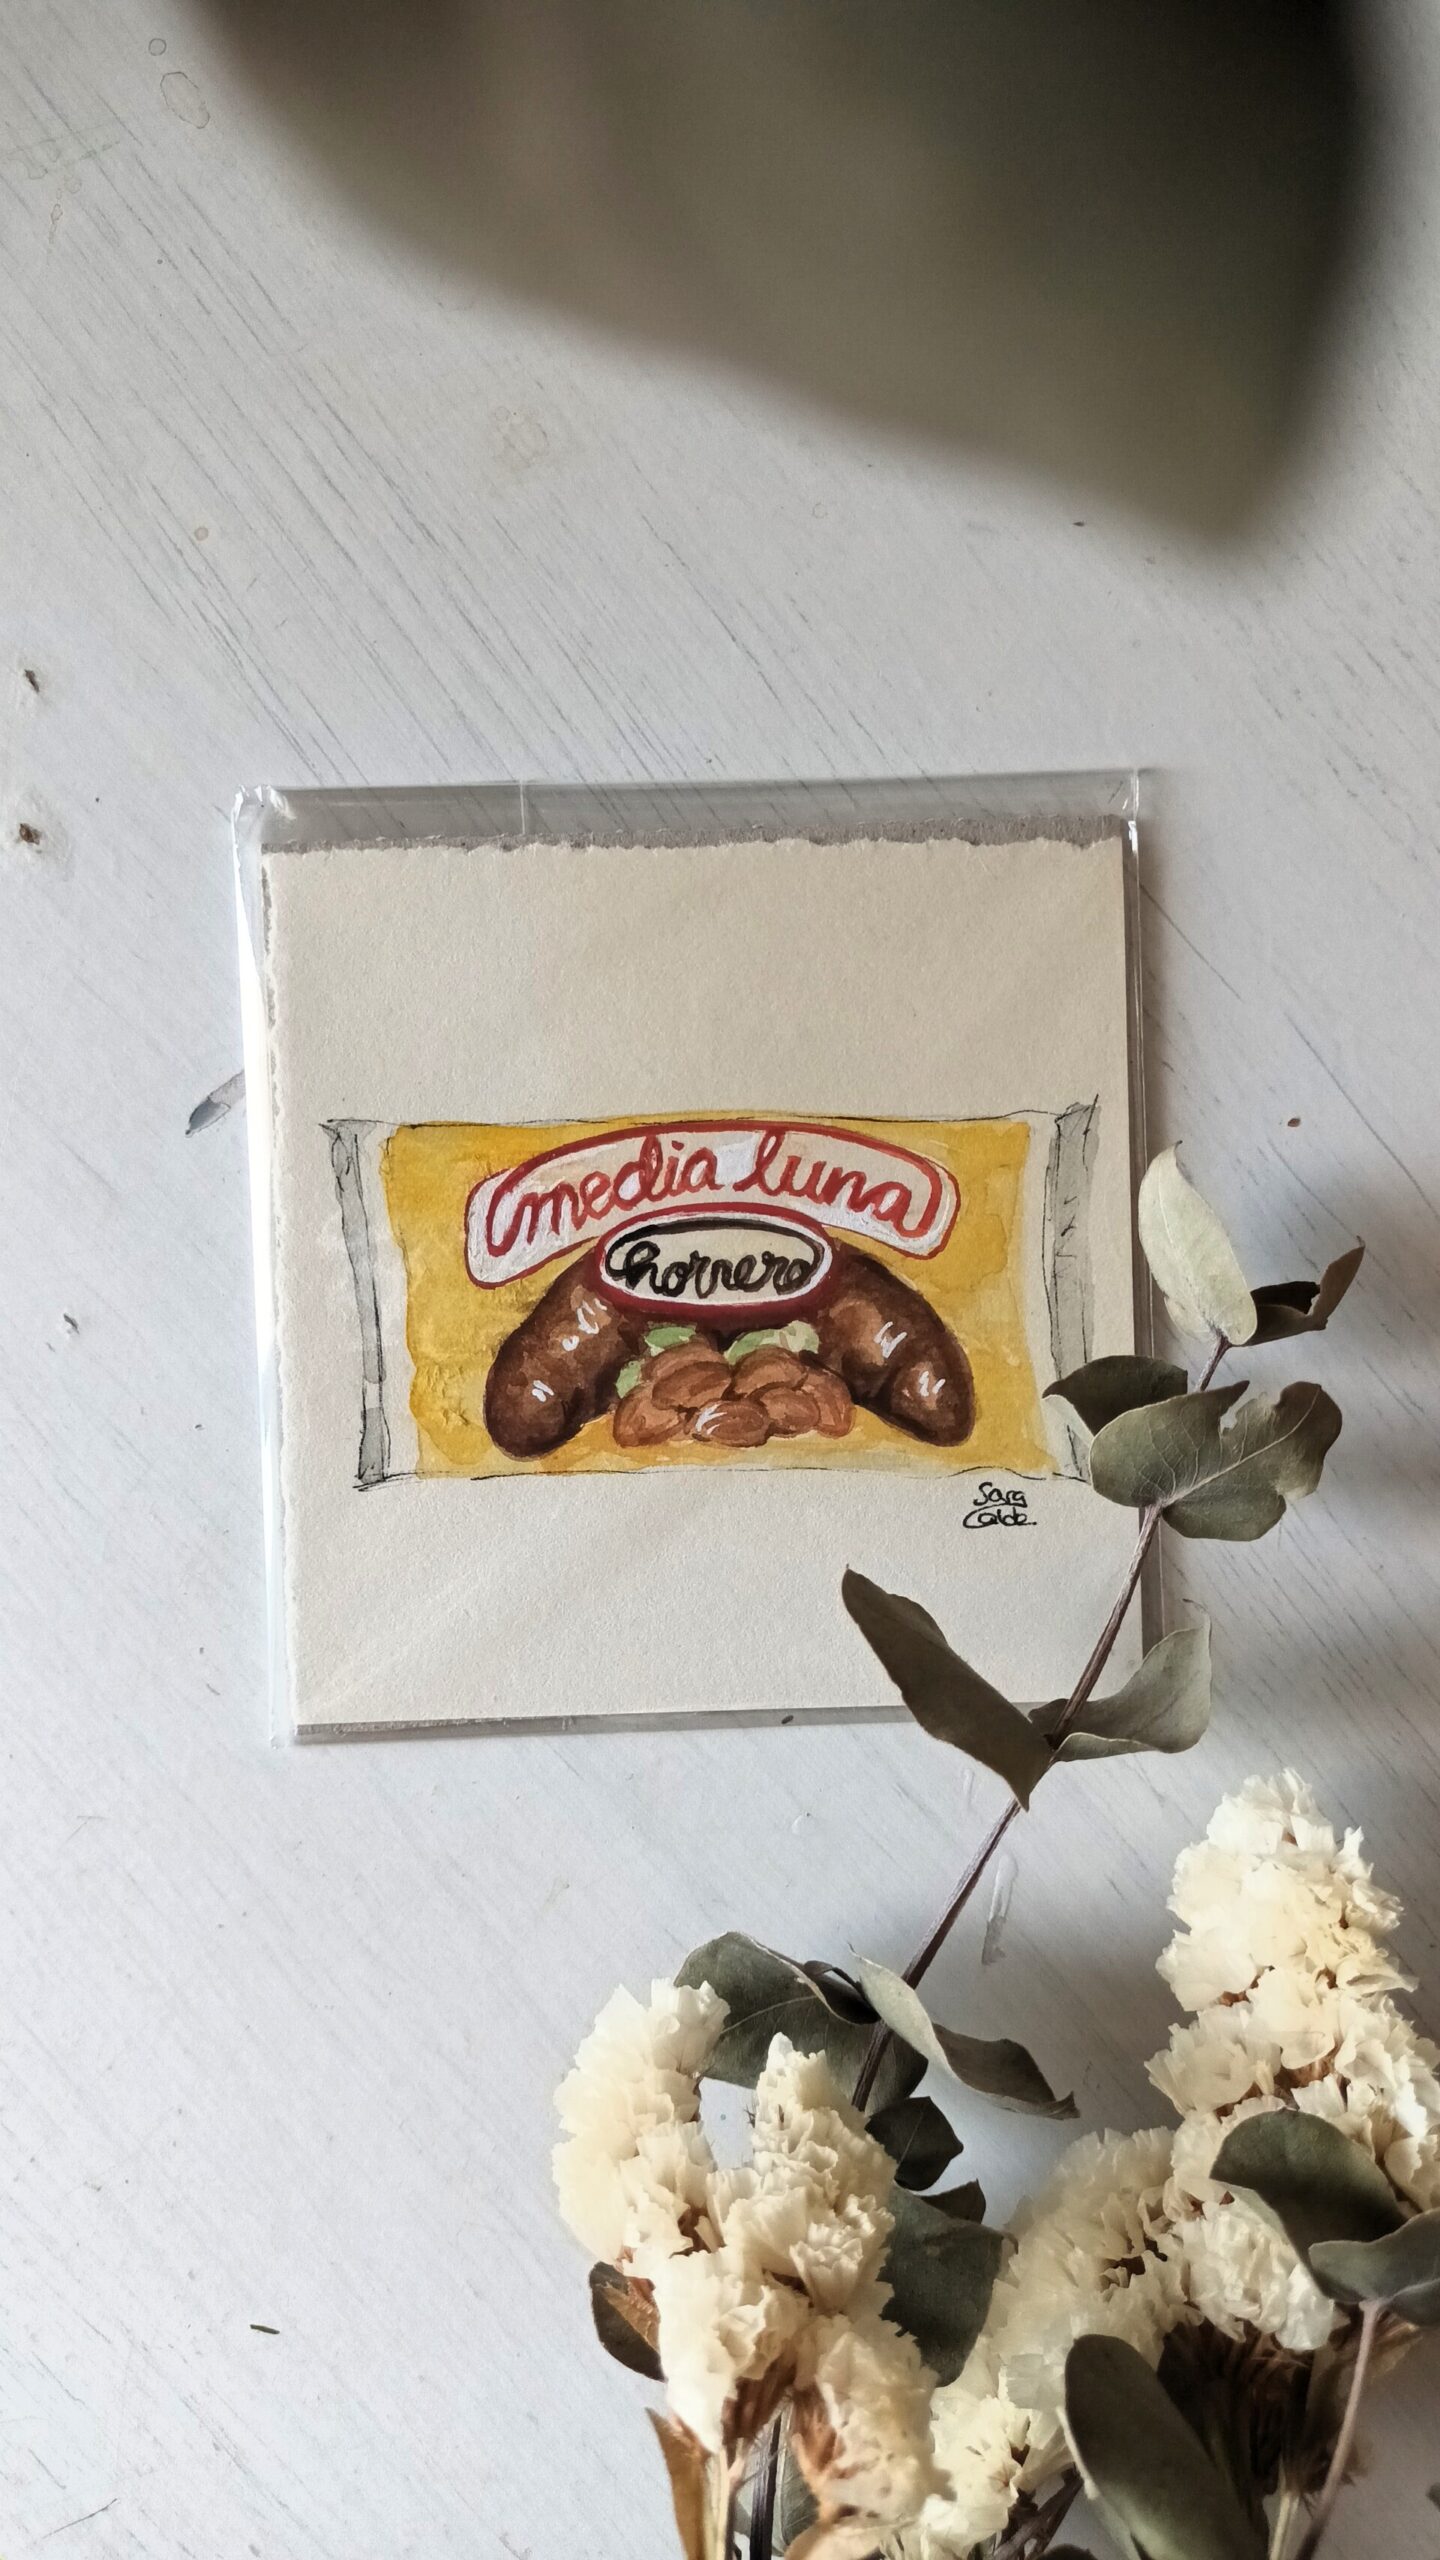 media luna
hornero
Sara
Calde